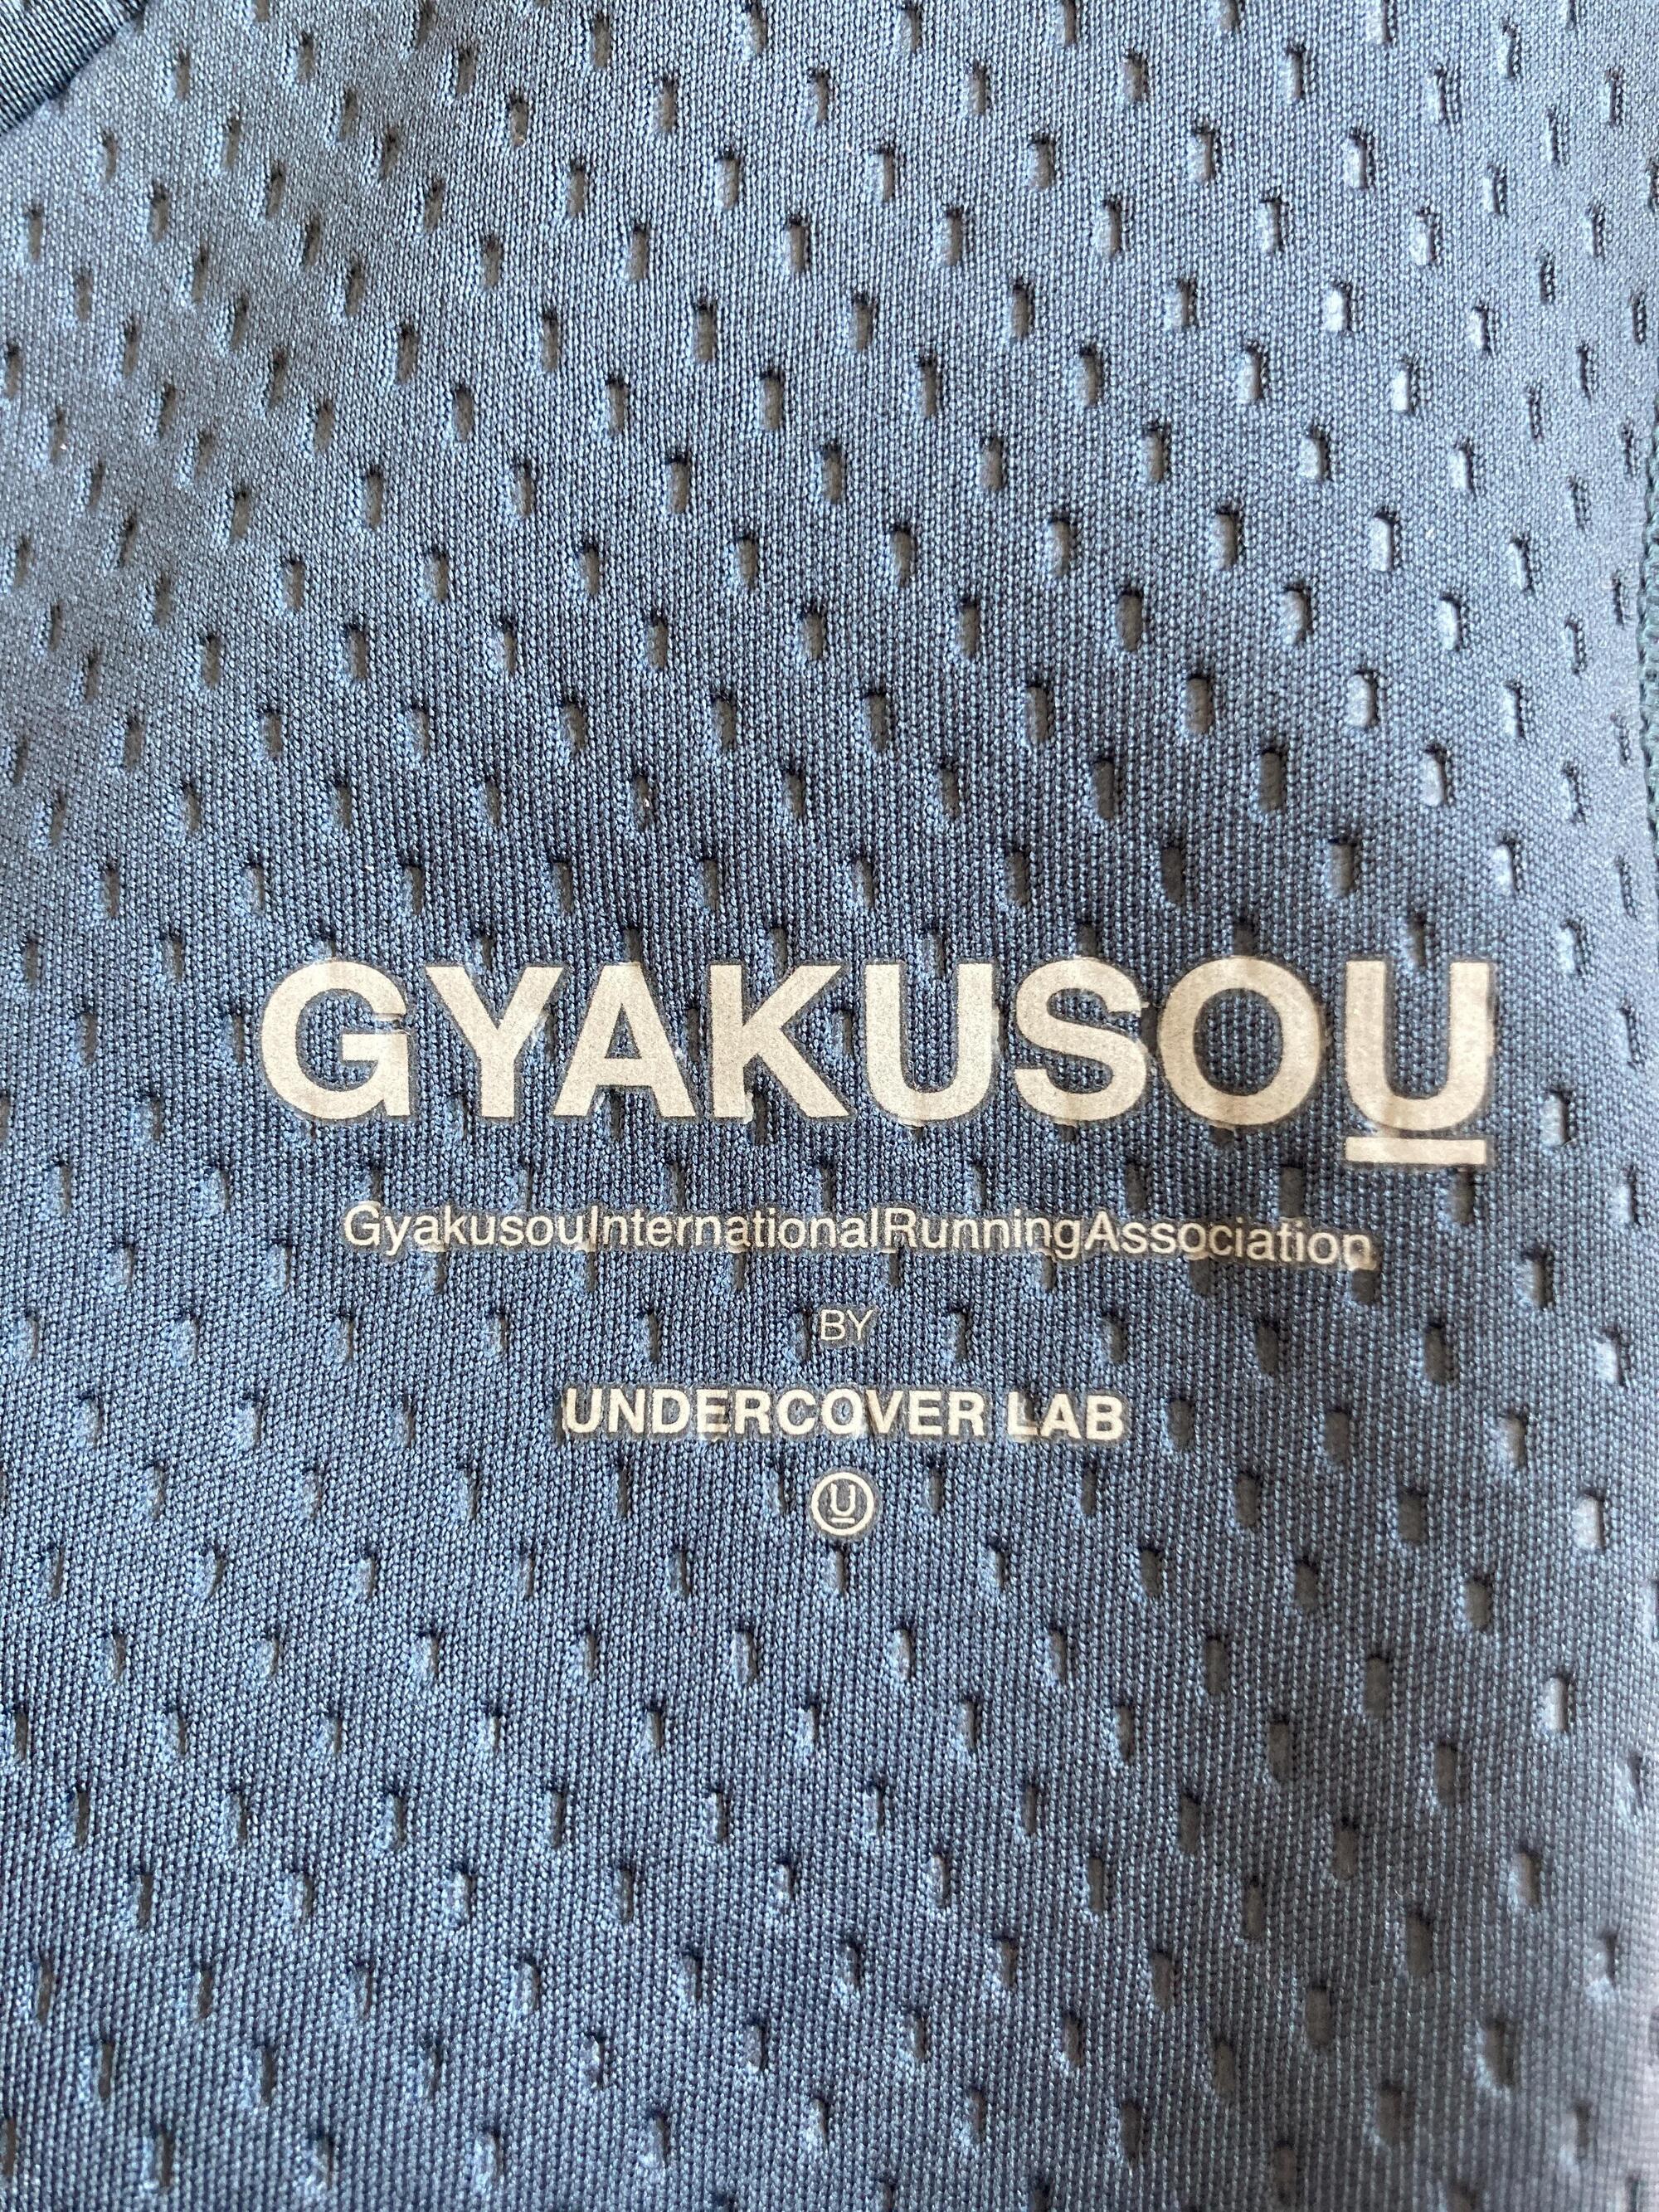 GYAKUSOU
GyakusouInternationalRunningAssociation
BY
UNDERCOVER LAB
U